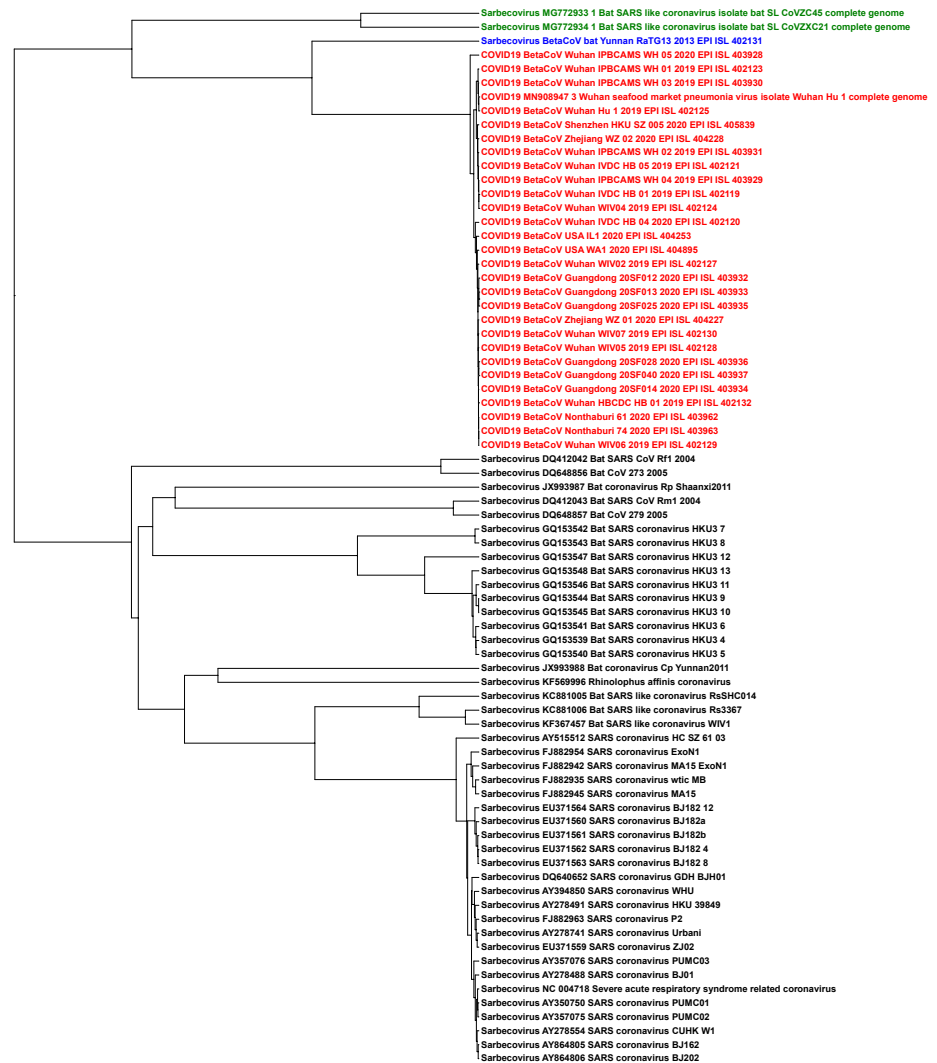 Sarbecovirus MG772933 1 Bat SARS like coronavirus isolate bat SL CoVZC45 complete genome
Sarbecovirus MG772934 1 Bat SARS like coronavirus isolate bat SL CoVZXC21 complete genome
Sarbecovirus BetaCoV bat Yunnan RaTG13 2013 EPI ISL 402131
COVID19 BetaCoV Wuhan IPBCAMS WH 05 2020 EPI ISL 403928
COVID19 BetaCoV Wuhan IPBCAMS WH 01 2019 EPI ISL 402123
COVID19 BetaCoV Wuhan IPBCAMS WH 03 2019 EPI ISL 403930
COVID19 MN908947 3 Wuhan seafood market pneumonia virus isolate Wuhan Hu 1 complete genome
COVID19 BetaCoV Wuhan Hu 1 2019 EPI ISL 402125
COVID19 BetaCoV Shenzhen HKU SZ 005 2020 EPI ISL 405839
COVID19 BetaCoV Zhejiang WZ 02 2020 EPI ISL 404228
COVID19 BetaCoV Wuhan IPBCAMS WH 02 2019 EPI ISL 403931
COVID19 BetaCoV Wuhan IVDC HB 05 2019 EPI ISL 402121
COVID19 BetaCoV Wuhan IPBCAMS WH 04 2019 EPI ISL 403929
COVID19 BetaCoV Wuhan IVDC HB 01 2019 EPI ISL 402119
COVID19 BetaCoV Wuhan WIV04 2019 EPI ISL 402124
COVID19 BetaCoV Wuhan IVDC HB 04 2020 EPI ISL 402120
COVID19 BetaCoV USA IL1 2020 EPI ISL 404253
COVID19 BetaCoV USA WA1 2020 EPI ISL 404895
COVID19 BetaCoV Wuhan WIV02 2019 EPI ISL 402127
COVID19 BetaCoV Guangdong 20SF012 2020 EPI ISL 403932
COVID19 BetaCoV Guangdong 20SF013 2020 EPI ISL 403933
COVID19 BetaCoV Guangdong 20SF025 2020 EPI ISL 403935
COVID19 BetaCoV Zhejiang WZ 01 2020 EPI ISL 404227
COVID19 BetaCoV Wuhan WIV07 2019 EPI ISL 402130
COVID19 BetaCoV Wuhan WIV05 2019 EPI ISL 402128
COVID19 BetaCoV Guangdong 20SF028 2020 EPI ISL 403936
COVID19 BetaCoV Guangdong 20SF040 2020 EPI ISL 403937
COVID19 BetaCoV Guangdong 20SF014 2020 EPI ISL 403934
COVID19 BetaCoV Wuhan HBCDC HB 01 2019 EPI ISL 402132
COVID19 BetaCoV Nonthaburi 61 2020 EPI ISL 403962
COVID19 BetaCoV Nonthaburi 74 2020 EPI ISL 403963
COVID19 BetaCoV Wuhan WIV06 2019 EPI ISL 402129
Sarbecovirus DQ412042 Bat SARS CoV Rf1 2004
Sarbecovirus DQ648856 Bat CoV 273 2005
Sarbecovirus JX993987 Bat coronavirus Rp Shaanxi2011
Sarbecovirus DQ412043 Bat SARS CoV Rm1 2004
Sarbecovirus DQ648857 Bat CoV 279 2005
Sarbecovirus GQ153542 Bat SARS coronavirus HKU3 7
Sarbecovirus GQ153543 Bat SARS coronavirus HKU3 8
Sarbecovirus GQ153547 Bat SARS coronavirus HKU3 12
Sarbecovirus GQ153548 Bat SARS coronavirus HKU3 13
Sarbecovirus GQ153546 Bat SARS coronavirus HKU3 11
Sarbecovirus GQ153544 Bat SARS coronavirus HKU3 9
Sarbecovirus GQ153545 Bat SARS coronavirus HKU3 10
Sarbecovirus GQ153541 Bat SARS coronavirus HKU3 6
Sarbecovirus GQ153539 Bat SARS coronavirus HKU3 4
Sarbecovirus GQ153540 Bat SARS coronavirus HKU3 5
Sarbecovirus JX993988 Bat coronavirus Cp Yunnan2011
Sarbecovirus KF569996 Rhinolophus affinis coronavirus
Sarbecovirus KC881005 Bat SARS like coronavirus RsSHC014
Sarbecovirus KC881006 Bat SARS like coronavirus Rs3367
Sarbecovirus KF367457 Bat SARS like coronavirus WIV1
Sarbecovirus AY515512 SARS coronavirus HC SZ 61 03
Sarbecovirus FJ882954 SARS coronavirus ExoN1
Sarbecovirus FJ882942 SARS coronavirus MA15 ExoN1
Sarbecovirus FJ882935 SARS coronavirus wtic MB
Sarbecovirus FJ882945 SARS coronavirus MA15
Sarbecovirus EU371564 SARS coronavirus BJ182 12
Sarbecovirus EU371560 SARS coronavirus BJ182a
Sarbecovirus EU371561 SARS coronavirus BJ182b
Sarbecovirus EU371562 SARS coronavirus BJ182 4
Sarbecovirus EU371563 SARS coronavirus BJ182 8
Sarbecovirus DQ640652 SARS coronavirus GDH BJH01
Sarbecovirus AY394850 SARS coronavirus WHU
Sarbecovirus AY278491 SARS coronavirus HKU 39849
Sarbecovirus FJ882963 SARS coronavirus P2
Sarbecovirus AY278741 SARS coronavirus Urbani
Sarbecovirus EU371559 SARS coronavirus ZJ02
Sarbecovirus AY357076 SARS coronavirus PUMC03
Sarbecovirus AY278488 SARS coronavirus BJ01
Sarbecovirus NC 004718 Severe acute respiratory syndrome related coronavirus
Sarbecovirus AY350750 SARS coronavirus PUMC01
Sarbecovirus AY357075 SARS coronavirus PUMC02
Sarbecovirus AY278554 SARS coronavirus CUHK W1
Sarbecovirus AY864805 SARS coronavirus BJ162
Sarbecovirus AY864806 SARS coronavirus BJ202